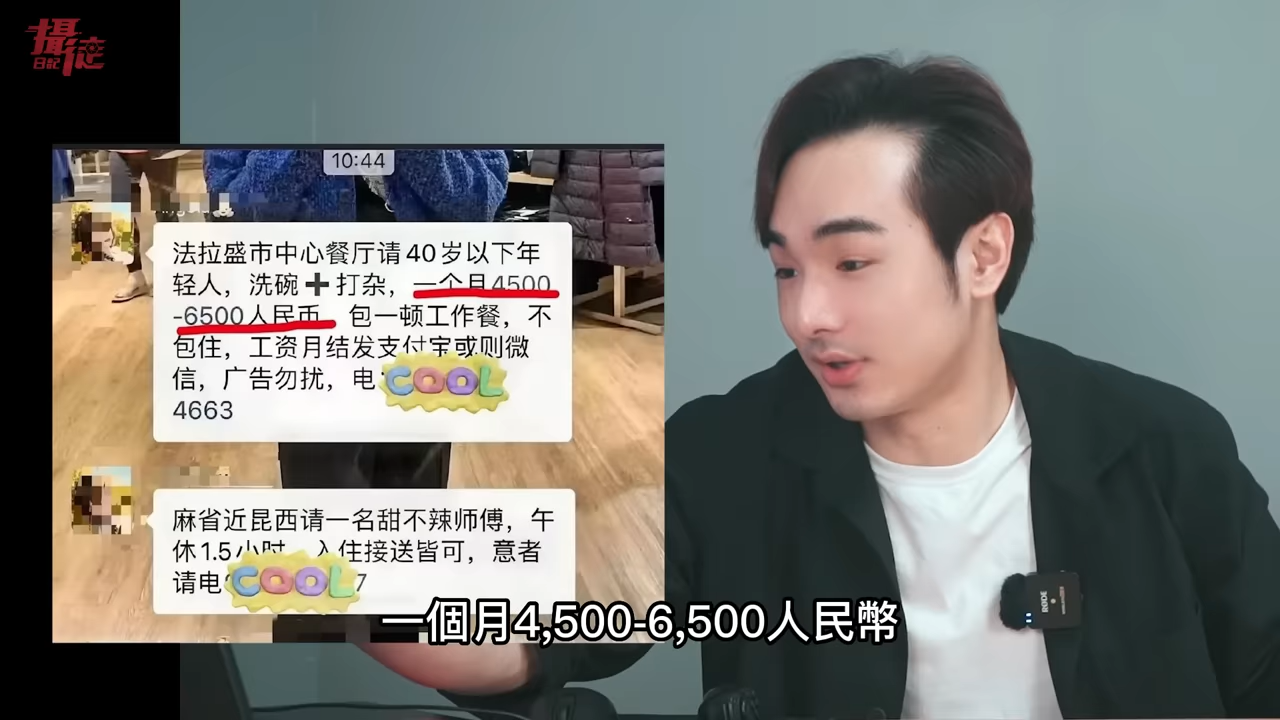 攝徒
日記
10:44
法拉盛市中心餐厅请40岁以下年
轻人，洗碗➕打杂，一个月4500
-6500人民币，包一顿工作餐，不
包住，工资月结发支付宝或则微
信，广告勿扰，电
COOL
4663
麻省近昆西请一名甜不辣师傅，午
休1.5小时，入住接送皆可，意者
请电
COOL
7
RØDE
一個月4,500-6,500人民幣